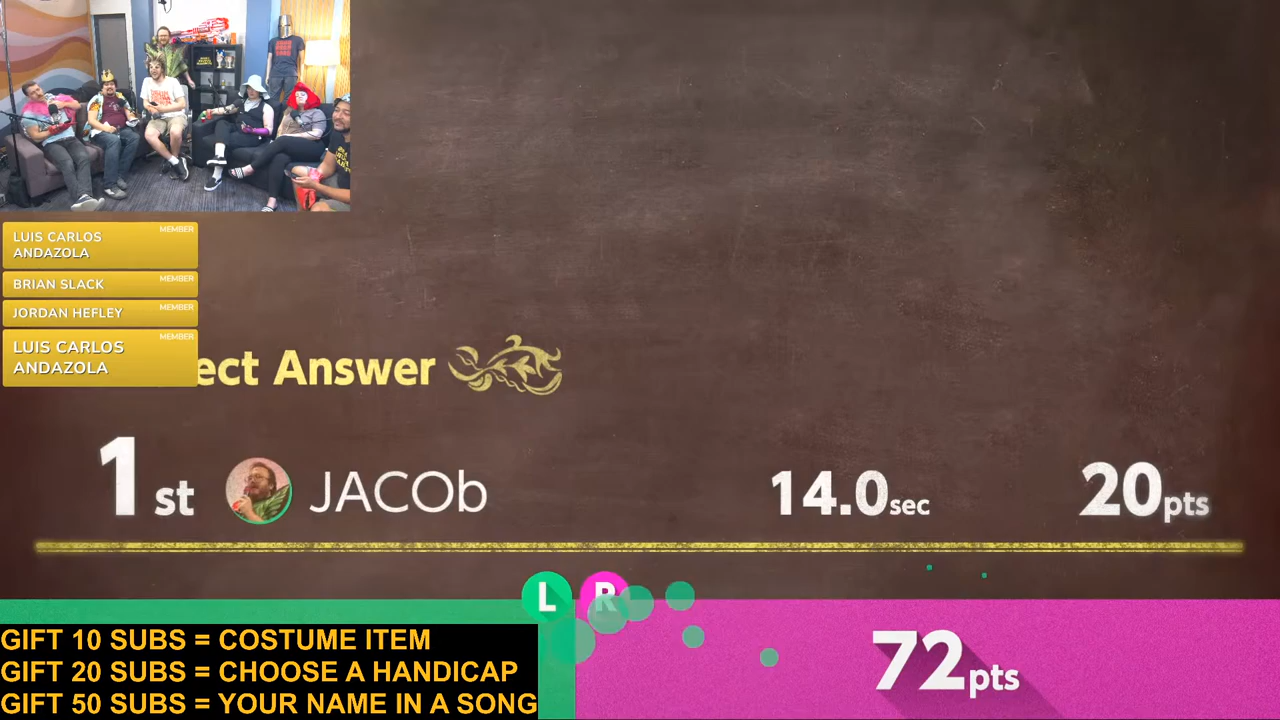 LUIS CARLOS
ANDAZOLA
MEMBER
BRIAN SLACK
MEMBER
JORDAN HEFLEY
MEMBER
LUIS CARLOS
ANDAZOLA
MEMBER
ect Answer
1st JACOb 14.0sec 20pts
L R
72pts
GIFT 10 SUBS = COSTUME ITEM
GIFT 20 SUBS = CHOOSE A HANDICAP
GIFT 50 SUBS = YOUR NAME IN A SONG